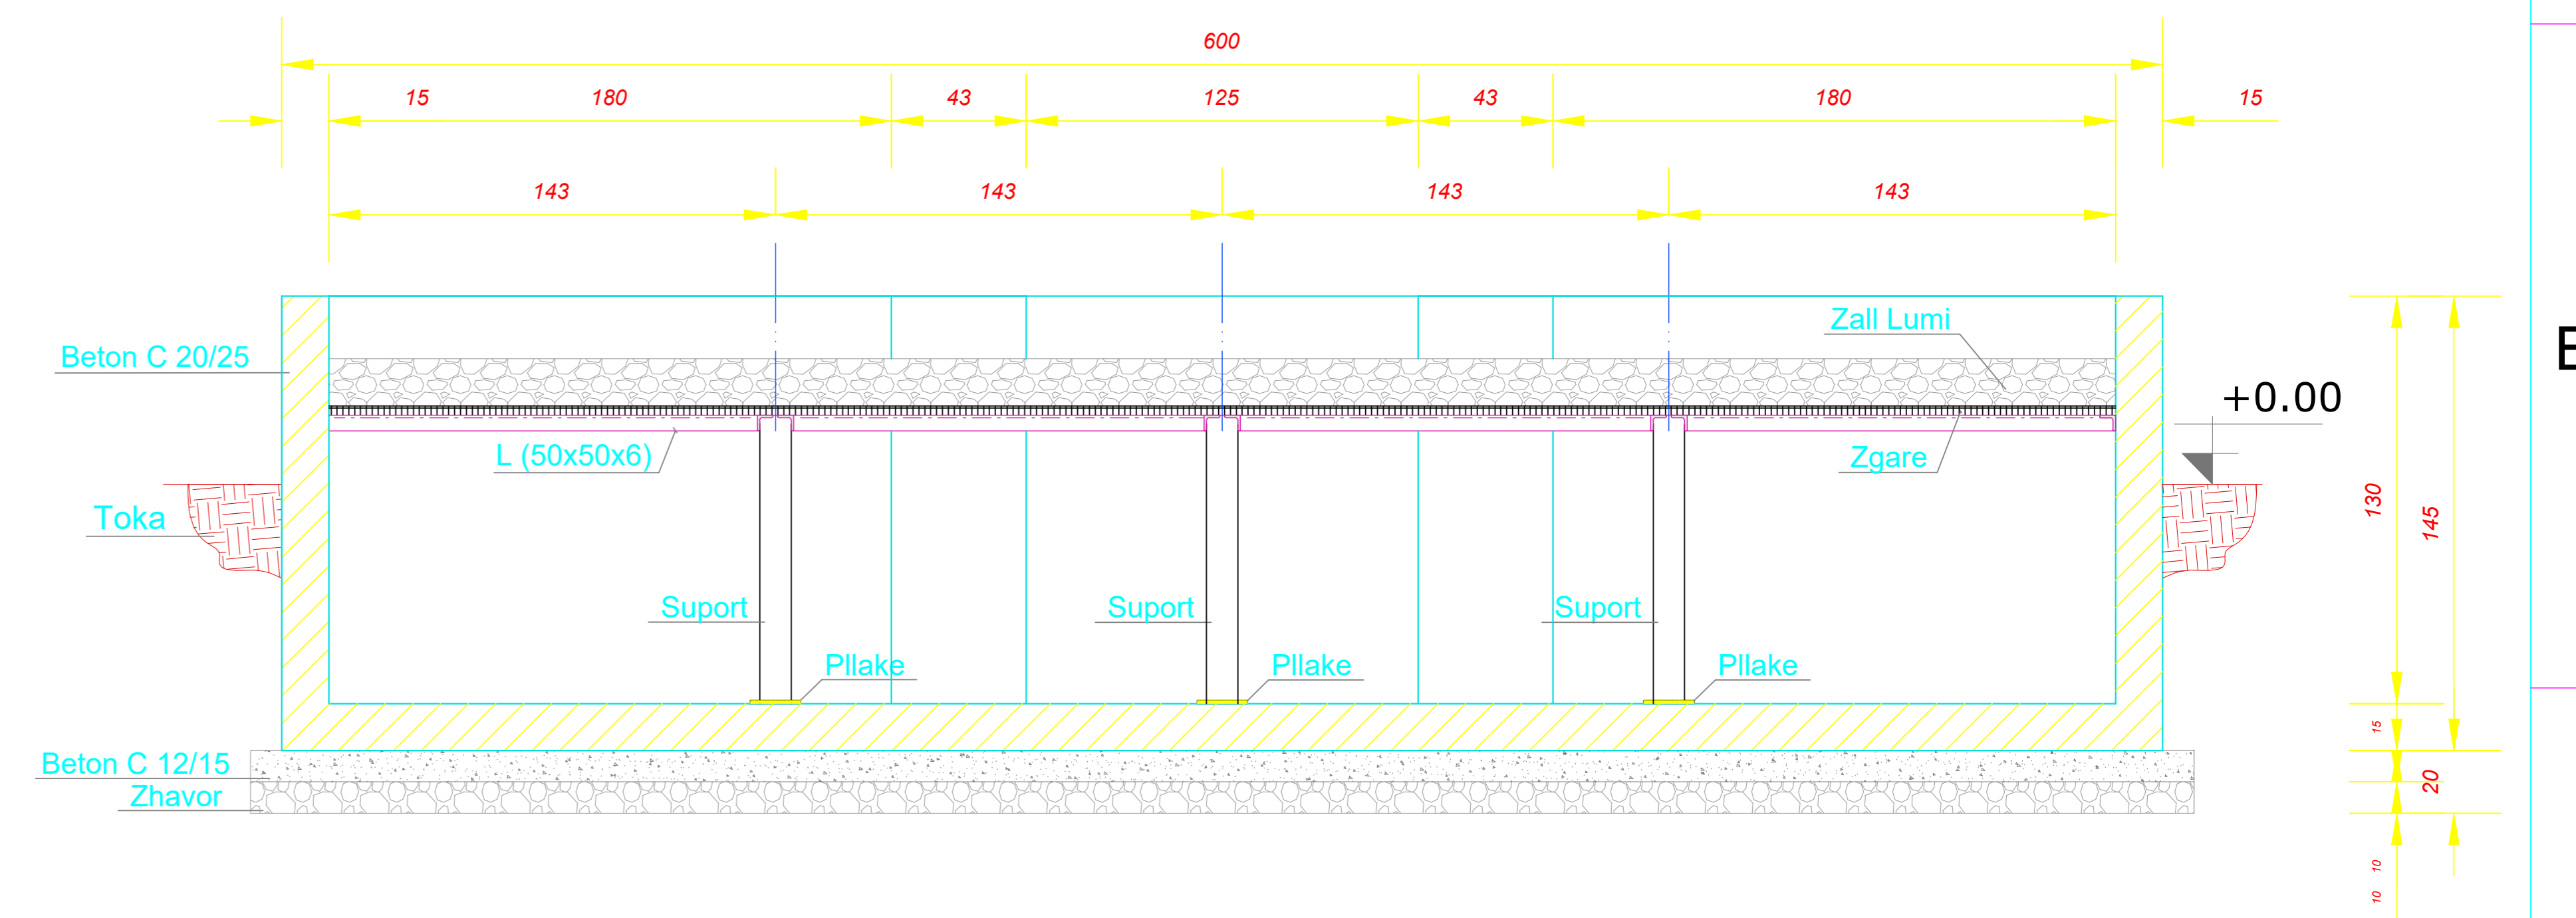 600
15 180 43 125 43 180 15
143 143 143 143
Zall Lumi
Beton C 20/25
+0.00
L (50x50x6)
Zgare
130
145
Toka
Suport
Suport
Suport
Pllake
Pllake
Pllake
15
Beton C 12/15
20
Zhavor
10
10